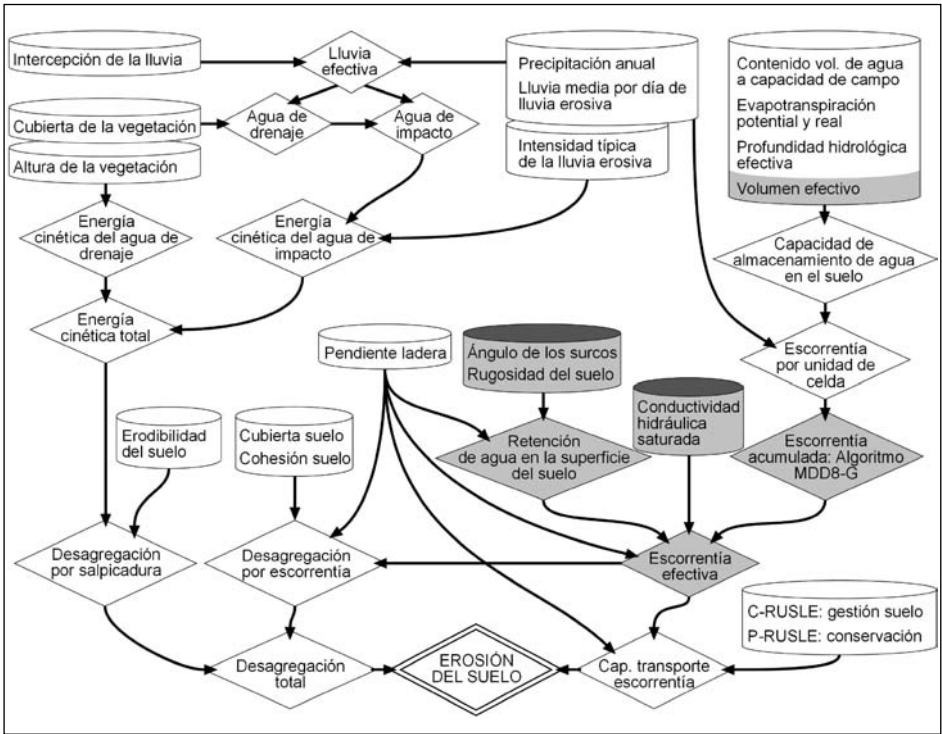 Intercepción de la lluvia
Lluvia
efectiva
Precipitación anual
Lluvia media por día de
lluvia erosiva
Intensidad típica
de la lluvia erosiva
Contenido vol. de agua
a capacidad de campo
Evapotranspiración
potencial y real
Profundidad hidrológica
efectiva
Volumen efectivo
Cubierta de la vegetación
Altura de la vegetación
Agua de
drenaje
Agua de
impacto
Energía
cinética del agua de
drenaje
Energía
cinética del agua de
impacto
Capacidad de
almacenamiento de agua
en el suelo
Energía
cinética total
Pendiente ladera
Ángulo de los surcos
Rugosidad del suelo
Escorrentía
por unidad de
celda
Conductividad
hidráulica
saturada
Erodibilidad
del suelo
Cubierta suelo
Cohesión suelo
Retención
de agua en la superficie
del suelo
Escorrentía
acumulada: Algoritmo
MDD8-G
Desagregación
por salpicadura
Desagregación
por escorrentía
Escorrentía
efectiva
C-RUSLE: gestión suelo
P-RUSLE: conservación
Desagregación
total
EROSIÓN
DEL SUELO
Cap. transporte
escorrentía